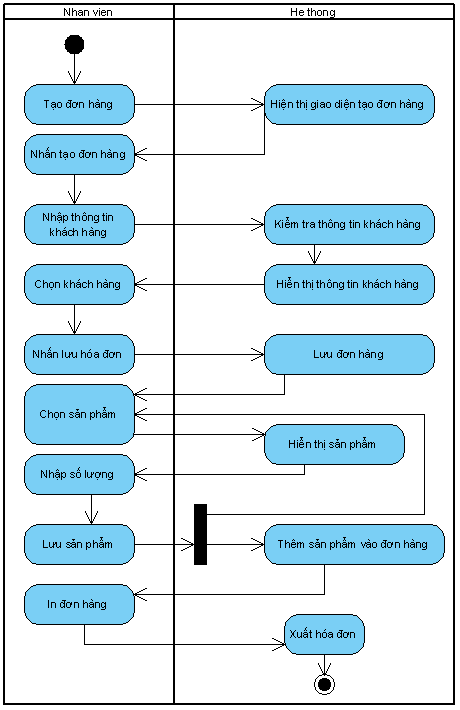 Nhan vien
He thong
Tạo đơn hàng
Hiện thị giao diện tạo đơn hàng
Nhấn tạo đơn hàng
Nhập thông tin
khách hàng
Kiểm tra thông tin khách hàng
Chọn khách hàng
Hiển thị thông tin khách hàng
Nhấn lưu hóa đơn
Lưu đơn hàng
Chọn sản phẩm
Hiển thị sản phẩm
Nhập số lượng
Lưu sản phẩm
Thêm sản phẩm vào đơn hàng
In đơn hàng
Xuất hóa đơn